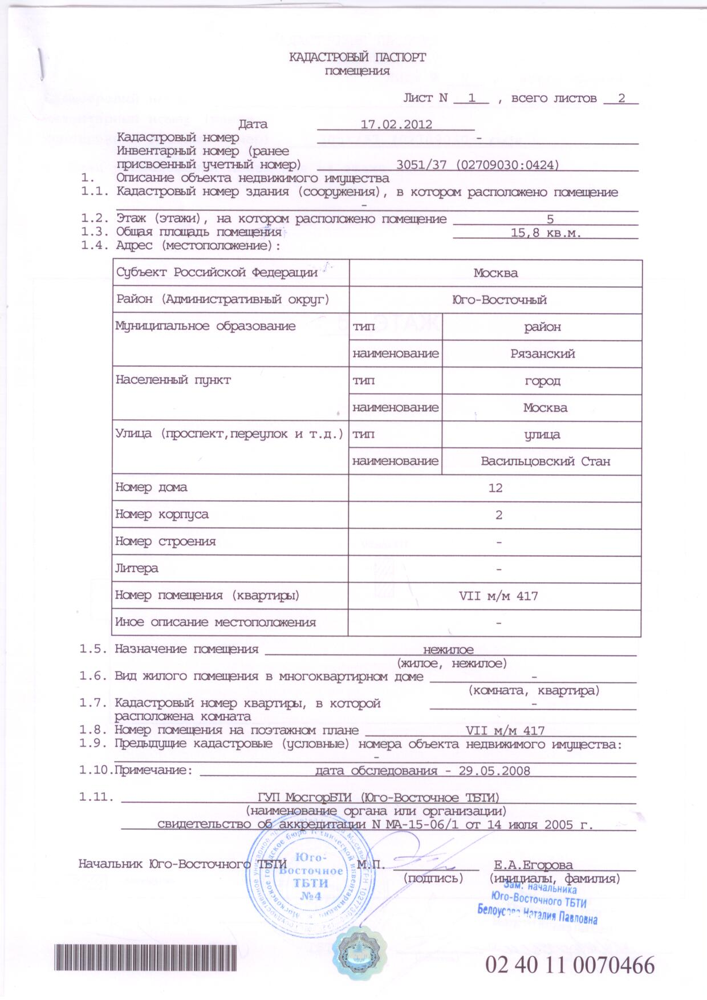 КАДАСТРОВЫЙ ПАСПОРТ
помещения
Лист N 1 , всего листов 2
Дата 17.02.2012
Кадастровый номер -
Инвентарный номер (ранее
присвоенный учетный номер) 3051/37 (02709030:0424)
1. Описание объекта недвижимого имущества
1.1. Кадастровый номер здания (сооружения), в котором расположено помещение
-
1.2. Этаж (этажи), на котором расположено помещение 5
1.3. Общая площадь помещения 15,8 кв.м.
1.4. Адрес (местоположение):
Субъект Российской Федерации Москва
Район (Административный округ) Юго-Восточный
Муниципальное образование тип район
наименование Рязанский
Населенный пункт тип город
наименование Москва
Улица (проспект,переулок и т.д.) тип улица
наименование Васильцовский Стан
Номер дома 12
Номер корпуса 2
Номер строения -
Литера -
Номер помещения (квартиры) VII м/м 417
Иное описание местоположения -
1.5. Назначение помещения нежилое
(жилое, нежилое)
1.6. Вид жилого помещения в многоквартирном доме -
(комната, квартира)
1.7. Кадастровый номер квартиры, в которой -
расположена комната
1.8. Номер помещения на поэтажном плане VII м/м 417
1.9. Предыдущие кадастровые (условные) номера объекта недвижимого имущества:
-
1.10.Примечание: дата обследования - 29.05.2008
1.11. ГУП МосгорБТИ (Юго-Восточное ТБТИ)
(наименование органа или организации)
свидетельство об аккредитации N МА-15-06/1 от 14 июля 2005 г.
Начальник Юго-Восточного ТБТИ М.П. Е.А.Егорова
(подпись) (инициалы, фамилия)
Юго-
Восточное
ТБТИ
№4
Московское городское бюро технической инвентаризации
Зам. начальника
Юго-Восточного ТБТИ
Белоусова Наталия Павловна
02 40 11 0070466